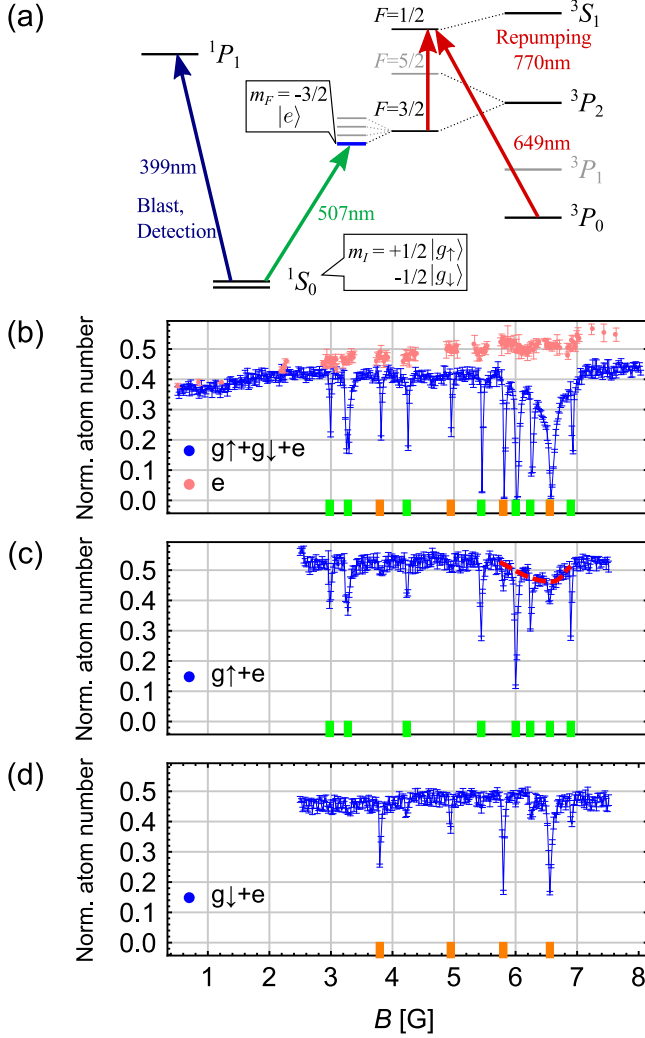 (a)
F=1/2
³S₁
Repumping
770nm
¹P₁
F=5/2
m_F = -3/2
|e⟩
F=3/2
³P₂
399nm
649nm
³P₁
Blast,
Detection
507nm
³P₀
¹S₀
m_I = +1/2 |g↑⟩
-1/2 |g↓⟩
(b)
Norm. atom number
0.5
0.4
0.3
0.2
0.1
0.0
g↑+g↓+e
e
(c)
Norm. atom number
0.5
0.4
0.3
0.2
0.1
0.0
g↑+e
(d)
Norm. atom number
0.5
0.4
0.3
0.2
0.1
0.0
g↓+e
1 2 3 4 5 6 7 8
B [G]